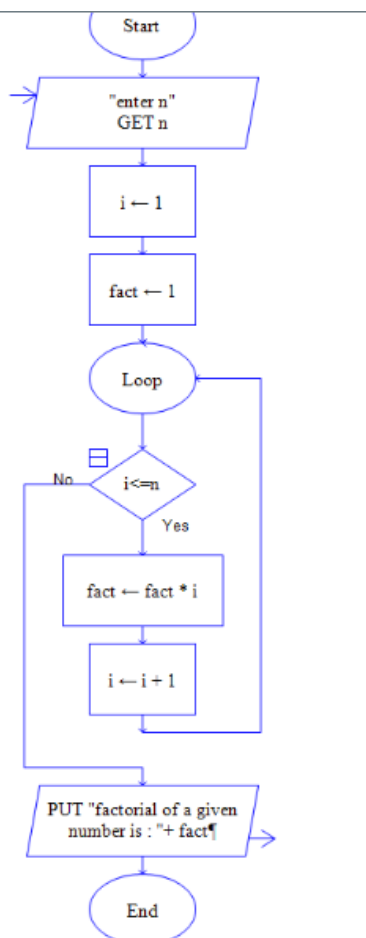 Start
"enter n"
GET n
i ← 1
fact ← 1
Loop
No
i<=n
Yes
fact ← fact * i
i ← i + 1
PUT "factorial of a given
number is : "+ fact¶
End